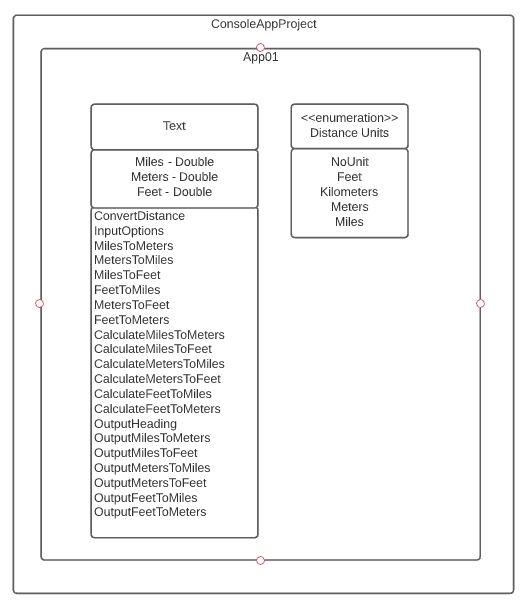 ConsoleAppProject
App01
Text
Miles - Double
Meters - Double
Feet - Double
ConvertDistance
InputOptions
MilesToMeters
MetersToMiles
MilesToFeet
FeetToMiles
MetersToFeet
FeetToMeters
CalculateMilesToMeters
CalculateMilesToFeet
CalculateMetersToMiles
CalculateMetersToFeet
CalculateFeetToMiles
CalculateFeetToMeters
OutputHeading
OutputMilesToMeters
OutputMilesToFeet
OutputMetersToMiles
OutputMetersToFeet
OutputFeetToMiles
OutputFeetToMeters
<<enumeration>>
Distance Units
NoUnit
Feet
Kilometers
Meters
Miles